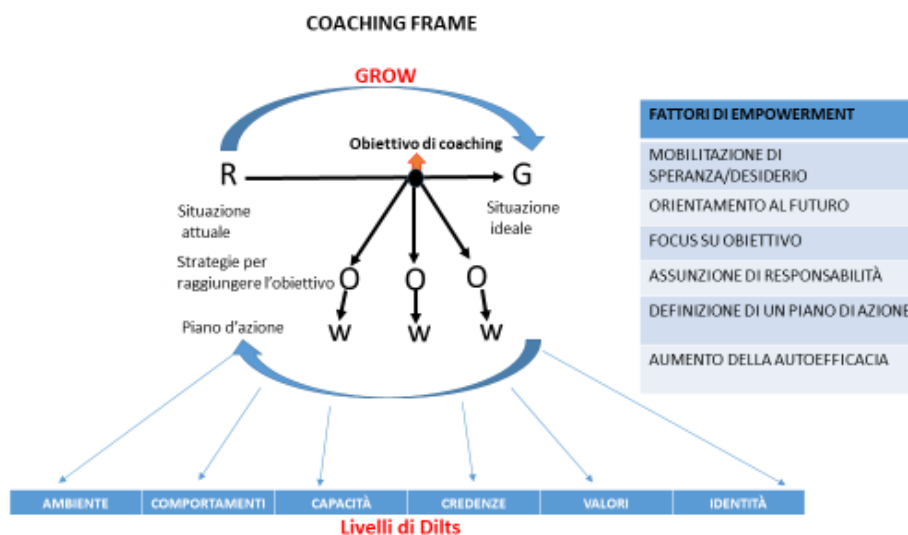 COACHING FRAME
GROW
Obiettivo di coaching
R
G
Situazione
attuale
Situazione
ideale
Strategie per
raggiungere l'obiettivo
O
O
O
Piano d'azione
w
w
w
FATTORI DI EMPOWERMENT
MOBILITAZIONE DI
SPERANZA/DESIDERIO
ORIENTAMENTO AL FUTURO
FOCUS SU OBIETTIVO
ASSUNZIONE DI RESPONSABILITÀ
DEFINIZIONE DI UN PIANO DI AZIONE
AUMENTO DELLA AUTOEFFICACIA
AMBIENTE
COMPORTAMENTI
CAPACITÀ
CREDENZE
VALORI
IDENTITÀ
Livelli di Dilts